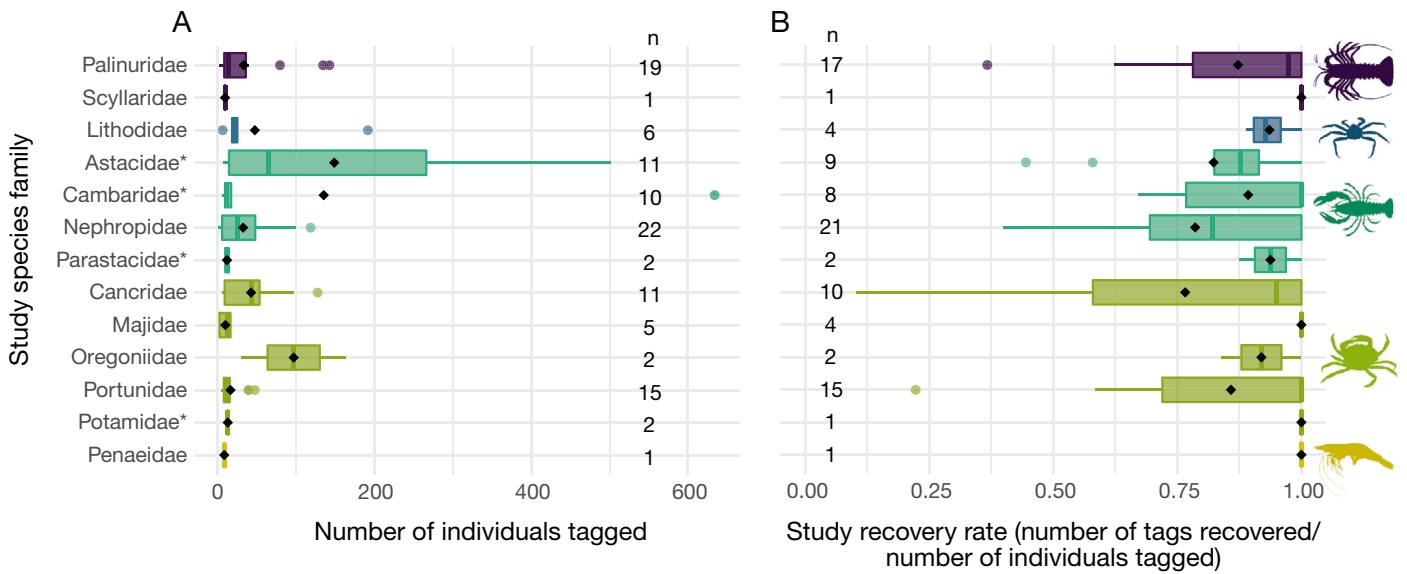 A
B
n
n
Palinuridae 19 17
Scyllaridae 1 1
Lithodidae 6 4
Astacidae* 11 9
Cambaridae* 10 8
Nephropidae 22 21
Parastacidae* 2 2
Cancridae 11 10
Majidae 5 4
Oregoniidae 2 2
Portunidae 15 15
Potamidae* 2 1
Penaeidae 1 1
Study species family
0 200 400 600
0.00 0.25 0.50 0.75 1.00
Number of individuals tagged
Study recovery rate (number of tags recovered/
number of individuals tagged)